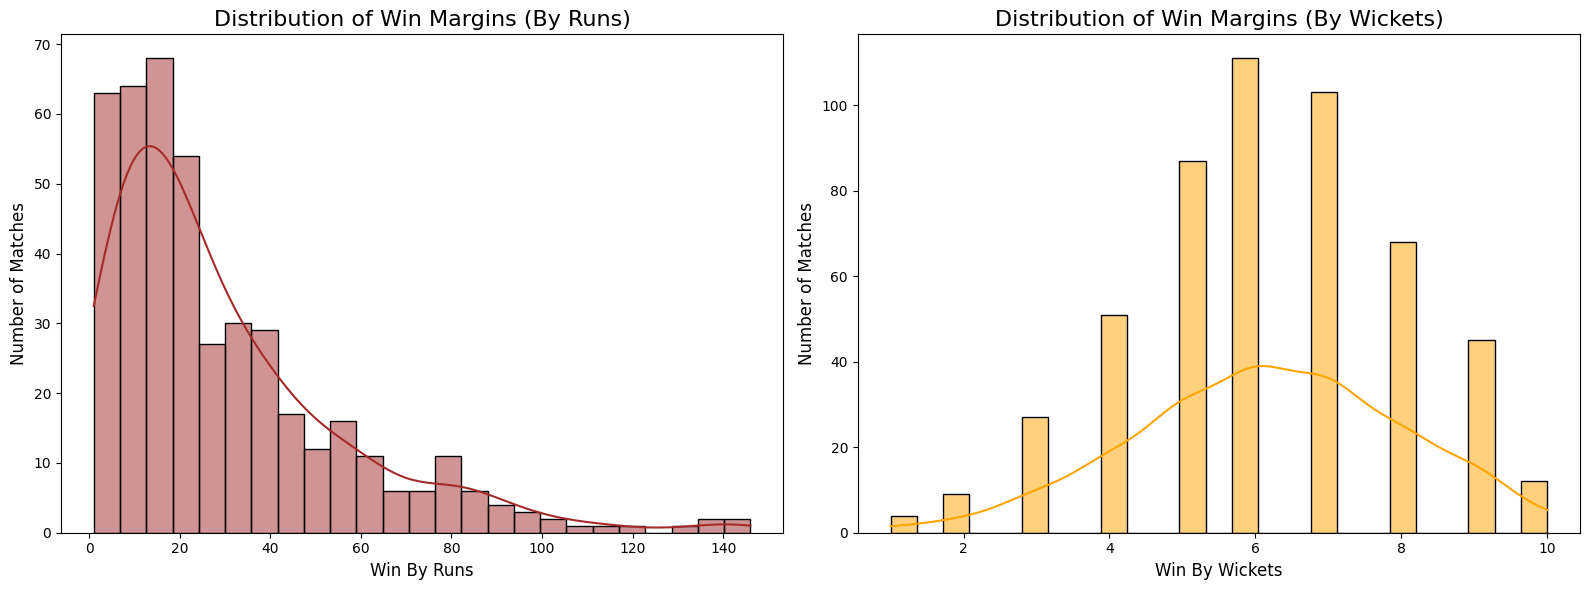 Distribution of Win Margins (By Runs)
Number of Matches
70
60
50
40
30
20
10
0
0 20 40 60 80 100 120 140
Win By Runs
Distribution of Win Margins (By Wickets)
Number of Matches
100
80
60
40
20
0
2 4 6 8 10
Win By Wickets